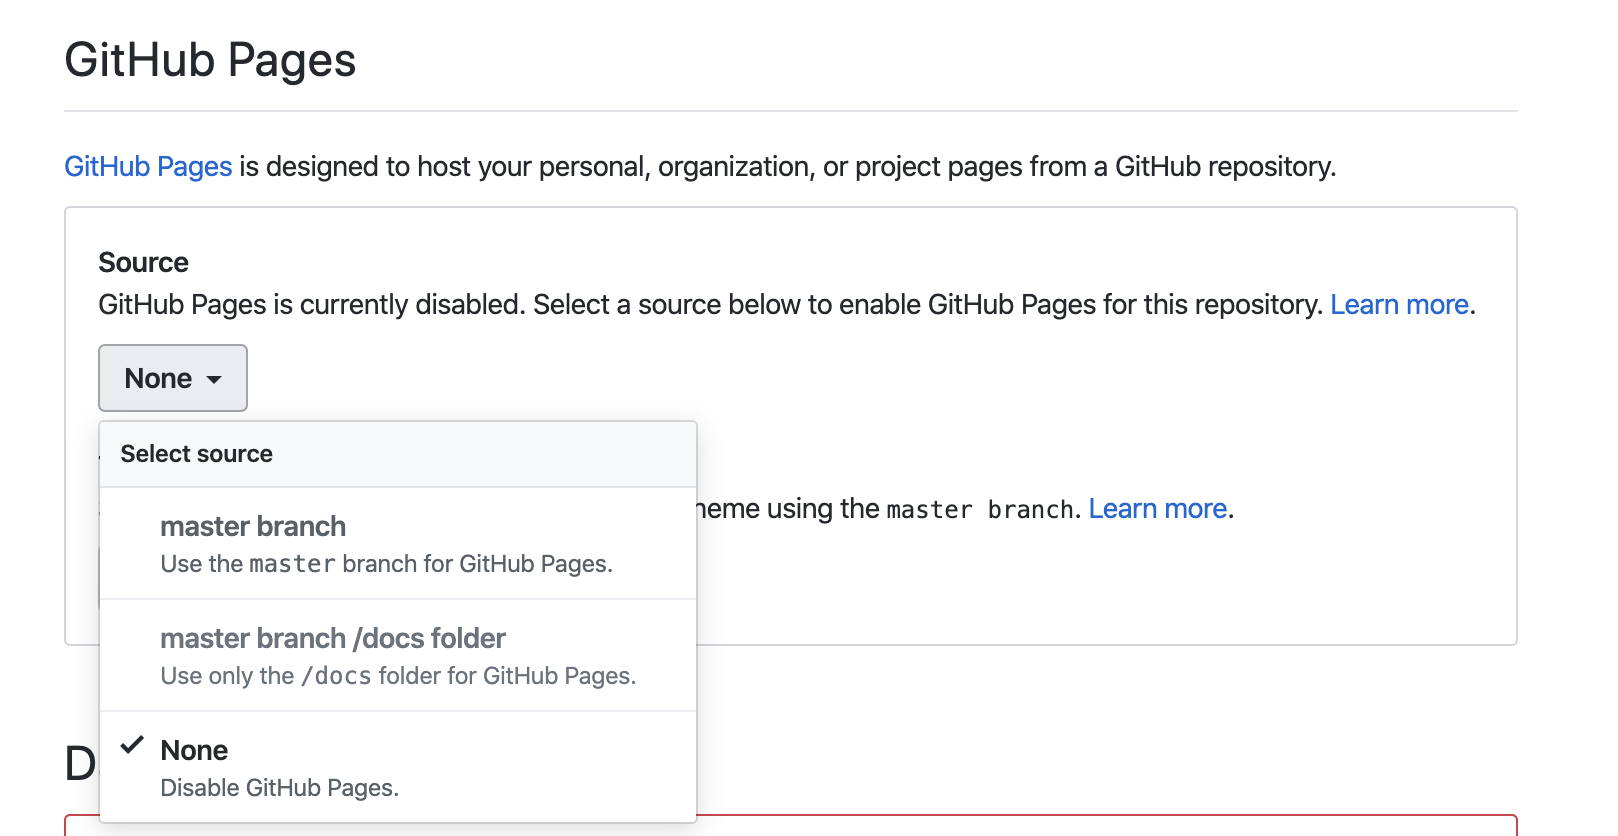 GitHub Pages
GitHub Pages is designed to host your personal, organization, or project pages from a GitHub repository.
Source
GitHub Pages is currently disabled. Select a source below to enable GitHub Pages for this repository. Learn more.
None
Select source
master branch
Use the master branch for GitHub Pages.
using the master branch. Learn more.
master branch /docs folder
Use only the /docs folder for GitHub Pages.
None
Disable GitHub Pages.